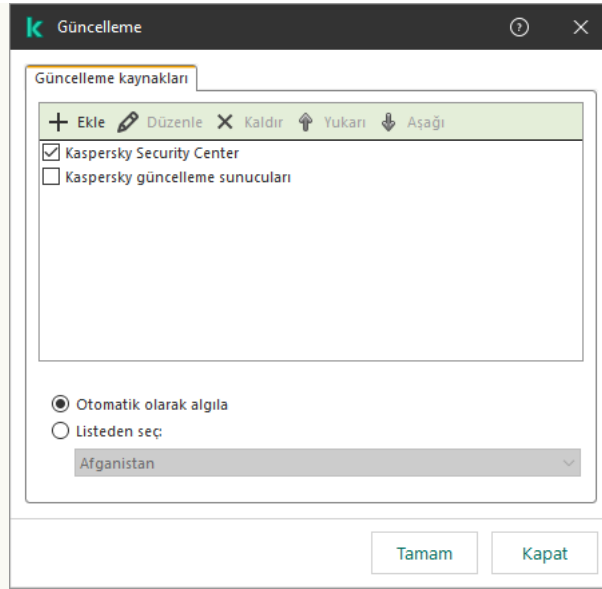 Güncelleme
Güncelleme kaynakları
Ekle Düzenle Kaldır Yukarı Aşağı
Kaspersky Security Center
Kaspersky güncelleme sunucuları
Otomatik olarak algıla
Listeden seç:
Afganistan
Tamam Kapat